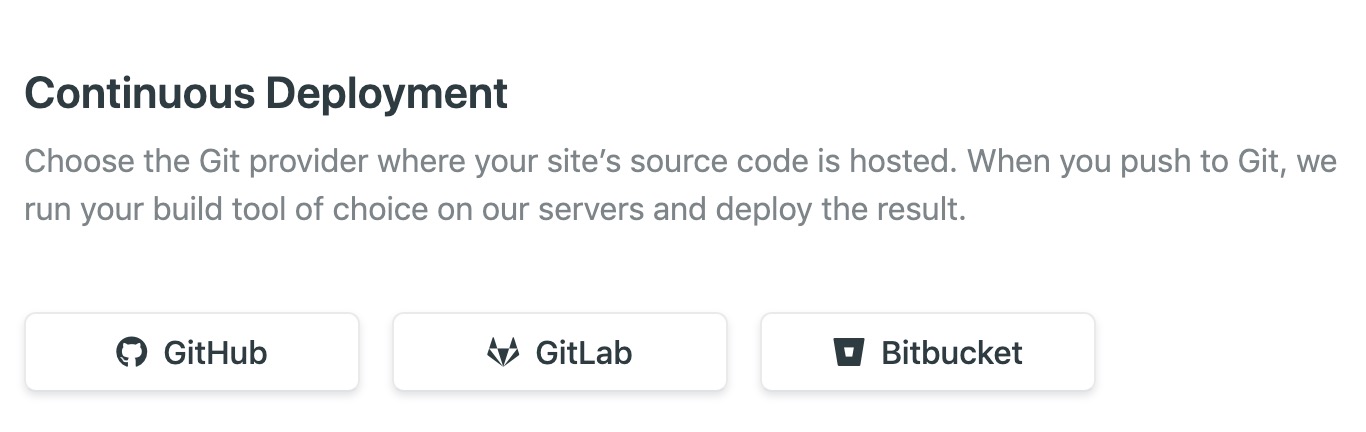 Continuous Deployment
Choose the Git provider where your site’s source code is hosted. When you push to Git, we
run your build tool of choice on our servers and deploy the result.
GitHub
GitLab
Bitbucket